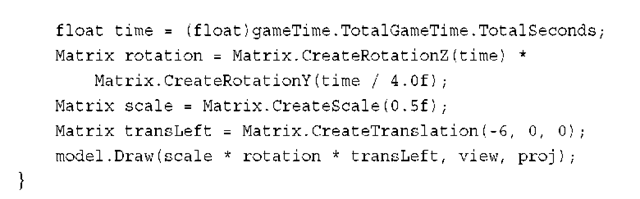 float time = (float)gameTime.TotalGameTime.TotalSeconds;
Matrix rotation = Matrix.CreateRotationZ(time) *
Matrix.CreateRotationY(time / 4.0f);
Matrix scale = Matrix.CreateScale(0.5f);
Matrix transLeft = Matrix.CreateTranslation(-6, 0, 0);
model.Draw(scale * rotation * transLeft, view, proj);
}